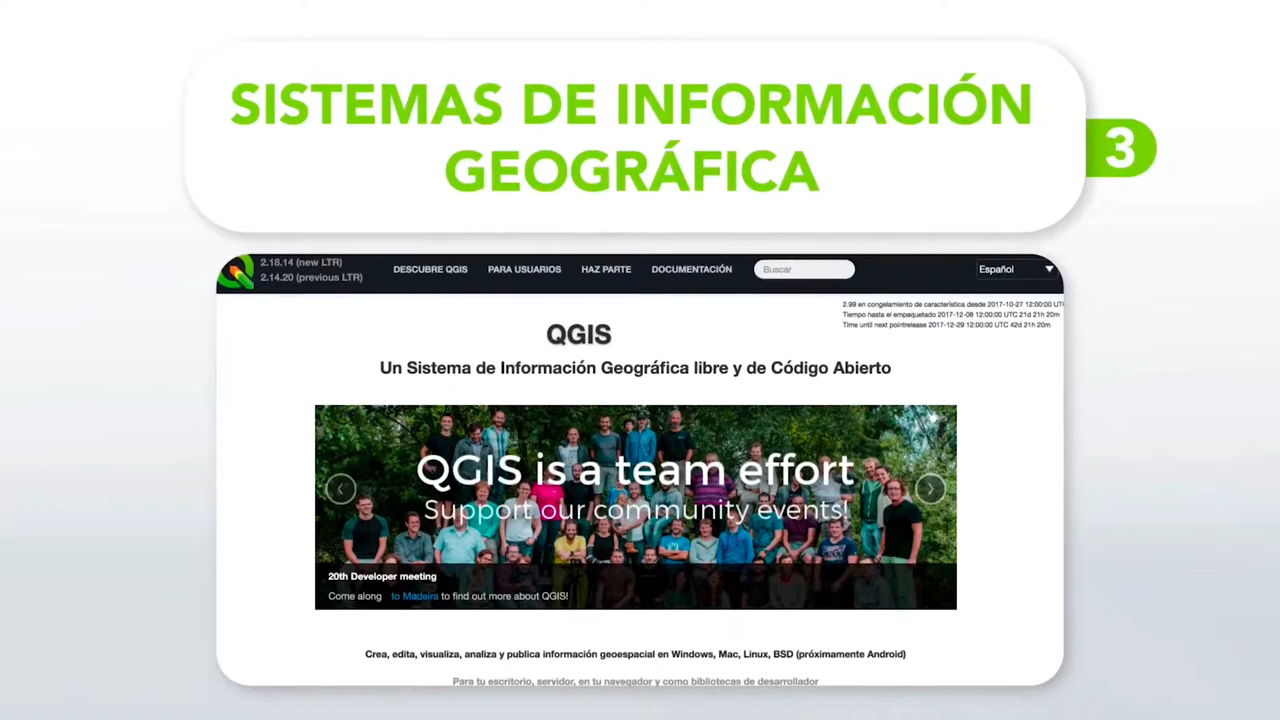 SISTEMAS DE INFORMACIÓN
GEOGRÁFICA
3
2.18.14 (new LTR)
2.14.20 (previous LTR)
DESCUBRE QGIS PARA USUARIOS HAZ PARTE DOCUMENTACIÓN Buscar Español
2.99 en congelamiento de característica desde 2017-10-27 12:00:00 UT
Tiempo hasta el empaquetado 2017-12-08 12:00:00 UTC 21d 21h 20m
Time until next pointrelease 2017-12-29 12:00:00 UTC 42d 21h 20m
QGIS
Un Sistema de Información Geográfica libre y de Código Abierto
QGIS is a team effort
Support our community events!
20th Developer meeting
Come along to Madeira to find out more about QGIS!
Crea, edita, visualiza, analiza y publica información geoespacial en Windows, Mac, Linux, BSD (próximamente Android)
Para tu escritorio, servidor, en tu navegador y como bibliotecas de desarrollador